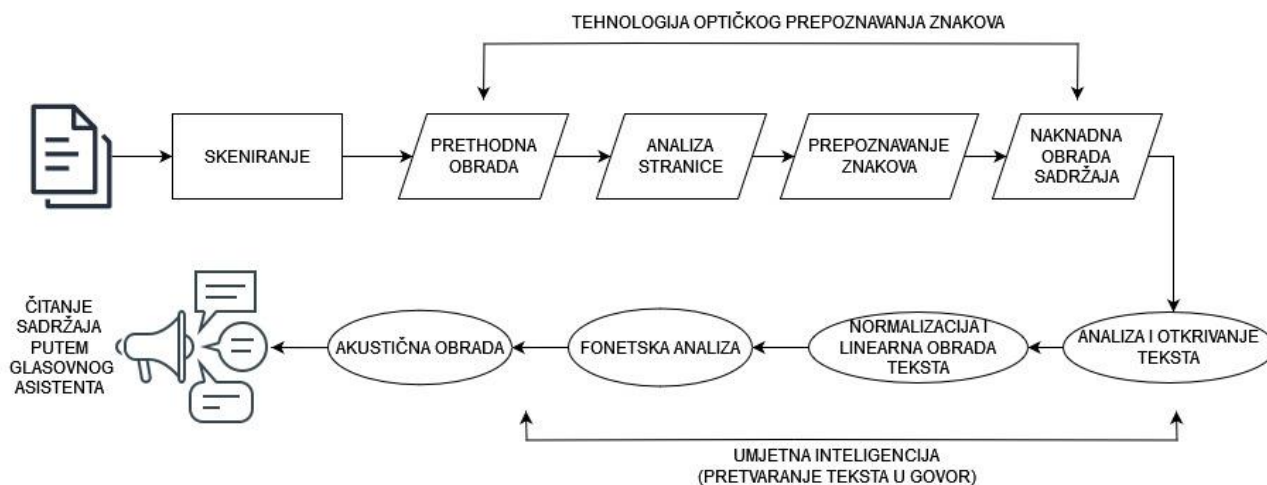 TEHNOLOGIJA OPTIČKOG PREPOZNAVANJA ZNAKOVA
SKENIRANJE
PRETHODNA
OBRADA
ANALIZA
STRANICE
PREPOZNAVANJE
ZNAKOVA
NAKNADNA
OBRADA
SADRŽAJA
ANALIZA I OTKRIVANJE
TEKSTA
NORMALIZACIJA I
LINEARNA OBRADA
TEKSTA
FONETSKA ANALIZA
AKUSTIČNA OBRADA
ČITANJE
SADRŽAJA
PUTEM
GLASOVNOG
ASISTENTA
UMJETNA INTELIGENCIJA
(PRETVARANJE TEKSTA U GOVOR)